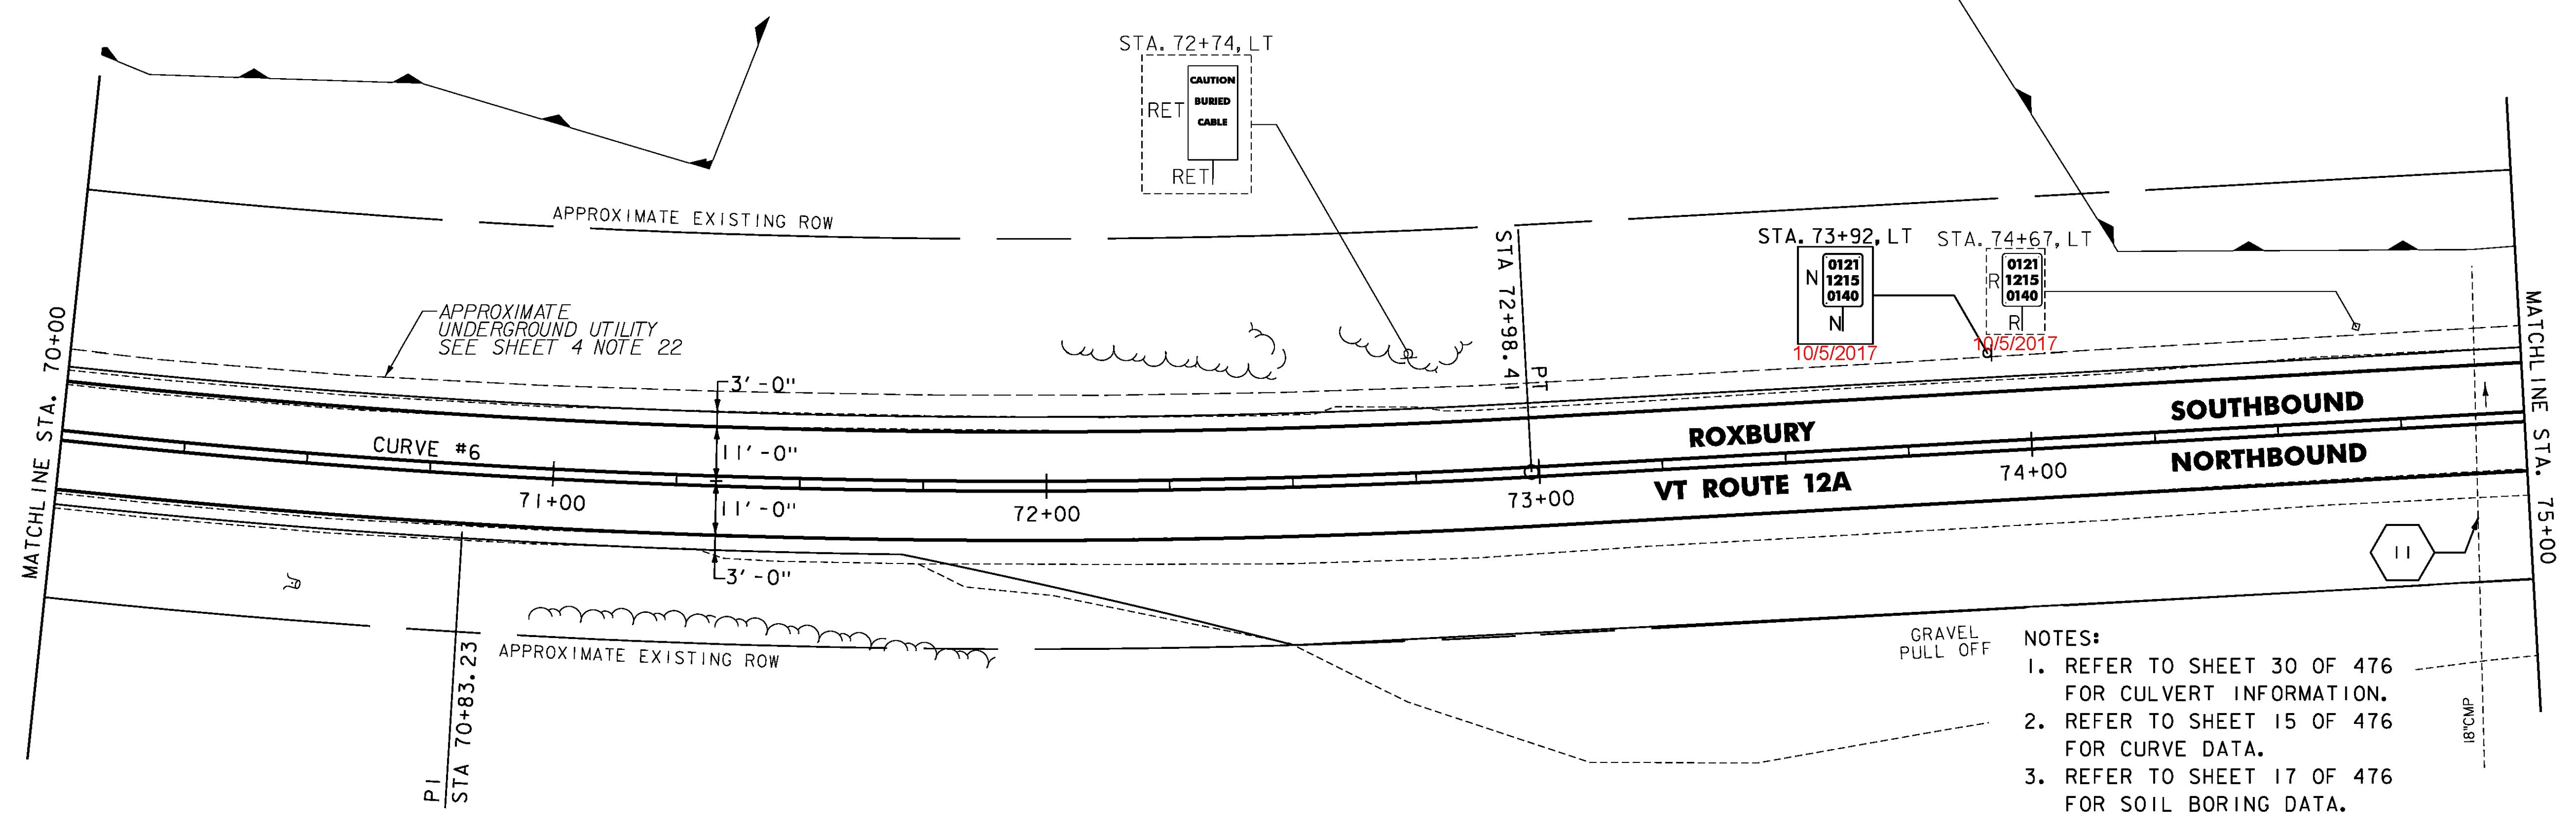 STA. 72+74, LT
CAUTION
BURIED
CABLE
RET
RET
APPROXIMATE EXISTING ROW
STA 72+98.41
PT
STA. 73+92, LT
N
0121
1215
0140
N
10/5/2017
STA. 74+67, LT
R
0121
1215
0140
R
10/5/2017
MATCHLINE STA. 70+00
APPROXIMATE
UNDERGROUND UTILITY
SEE SHEET 4 NOTE 22
3'-0"
11'-0"
11'-0"
3'-0"
CURVE #6
71+00
72+00
73+00
74+00
ROXBURY
VT ROUTE 12A
SOUTHBOUND
NORTHBOUND
MATCHLINE STA. 75+00
11
PI
STA 70+83.23
APPROXIMATE EXISTING ROW
GRAVEL
PULL OFF
18"CMP
NOTES:
1. REFER TO SHEET 30 OF 476
FOR CULVERT INFORMATION.
2. REFER TO SHEET 15 OF 476
FOR CURVE DATA.
3. REFER TO SHEET 17 OF 476
FOR SOIL BORING DATA.